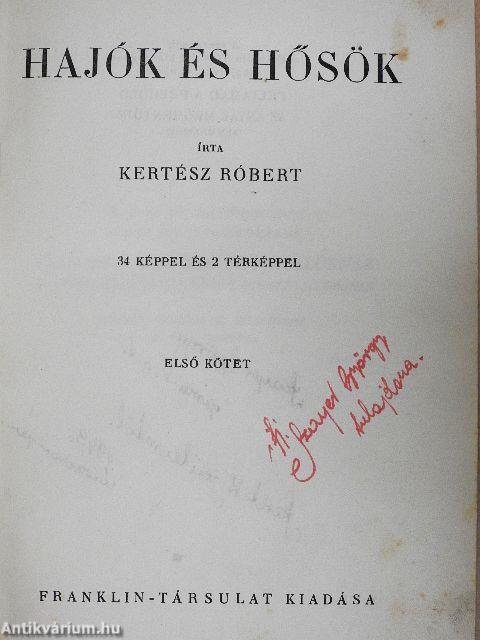 HAJÓK ÉS HŐSÖK
ÍRTA
KERTÉSZ RÓBERT
34 KÉPPEL ÉS 2 TÉRKÉPPEL
ELSŐ KÖTET
György
tulajdona.
FRANKLIN-TÁRSULAT KIADÁSA
Antikvárium.hu